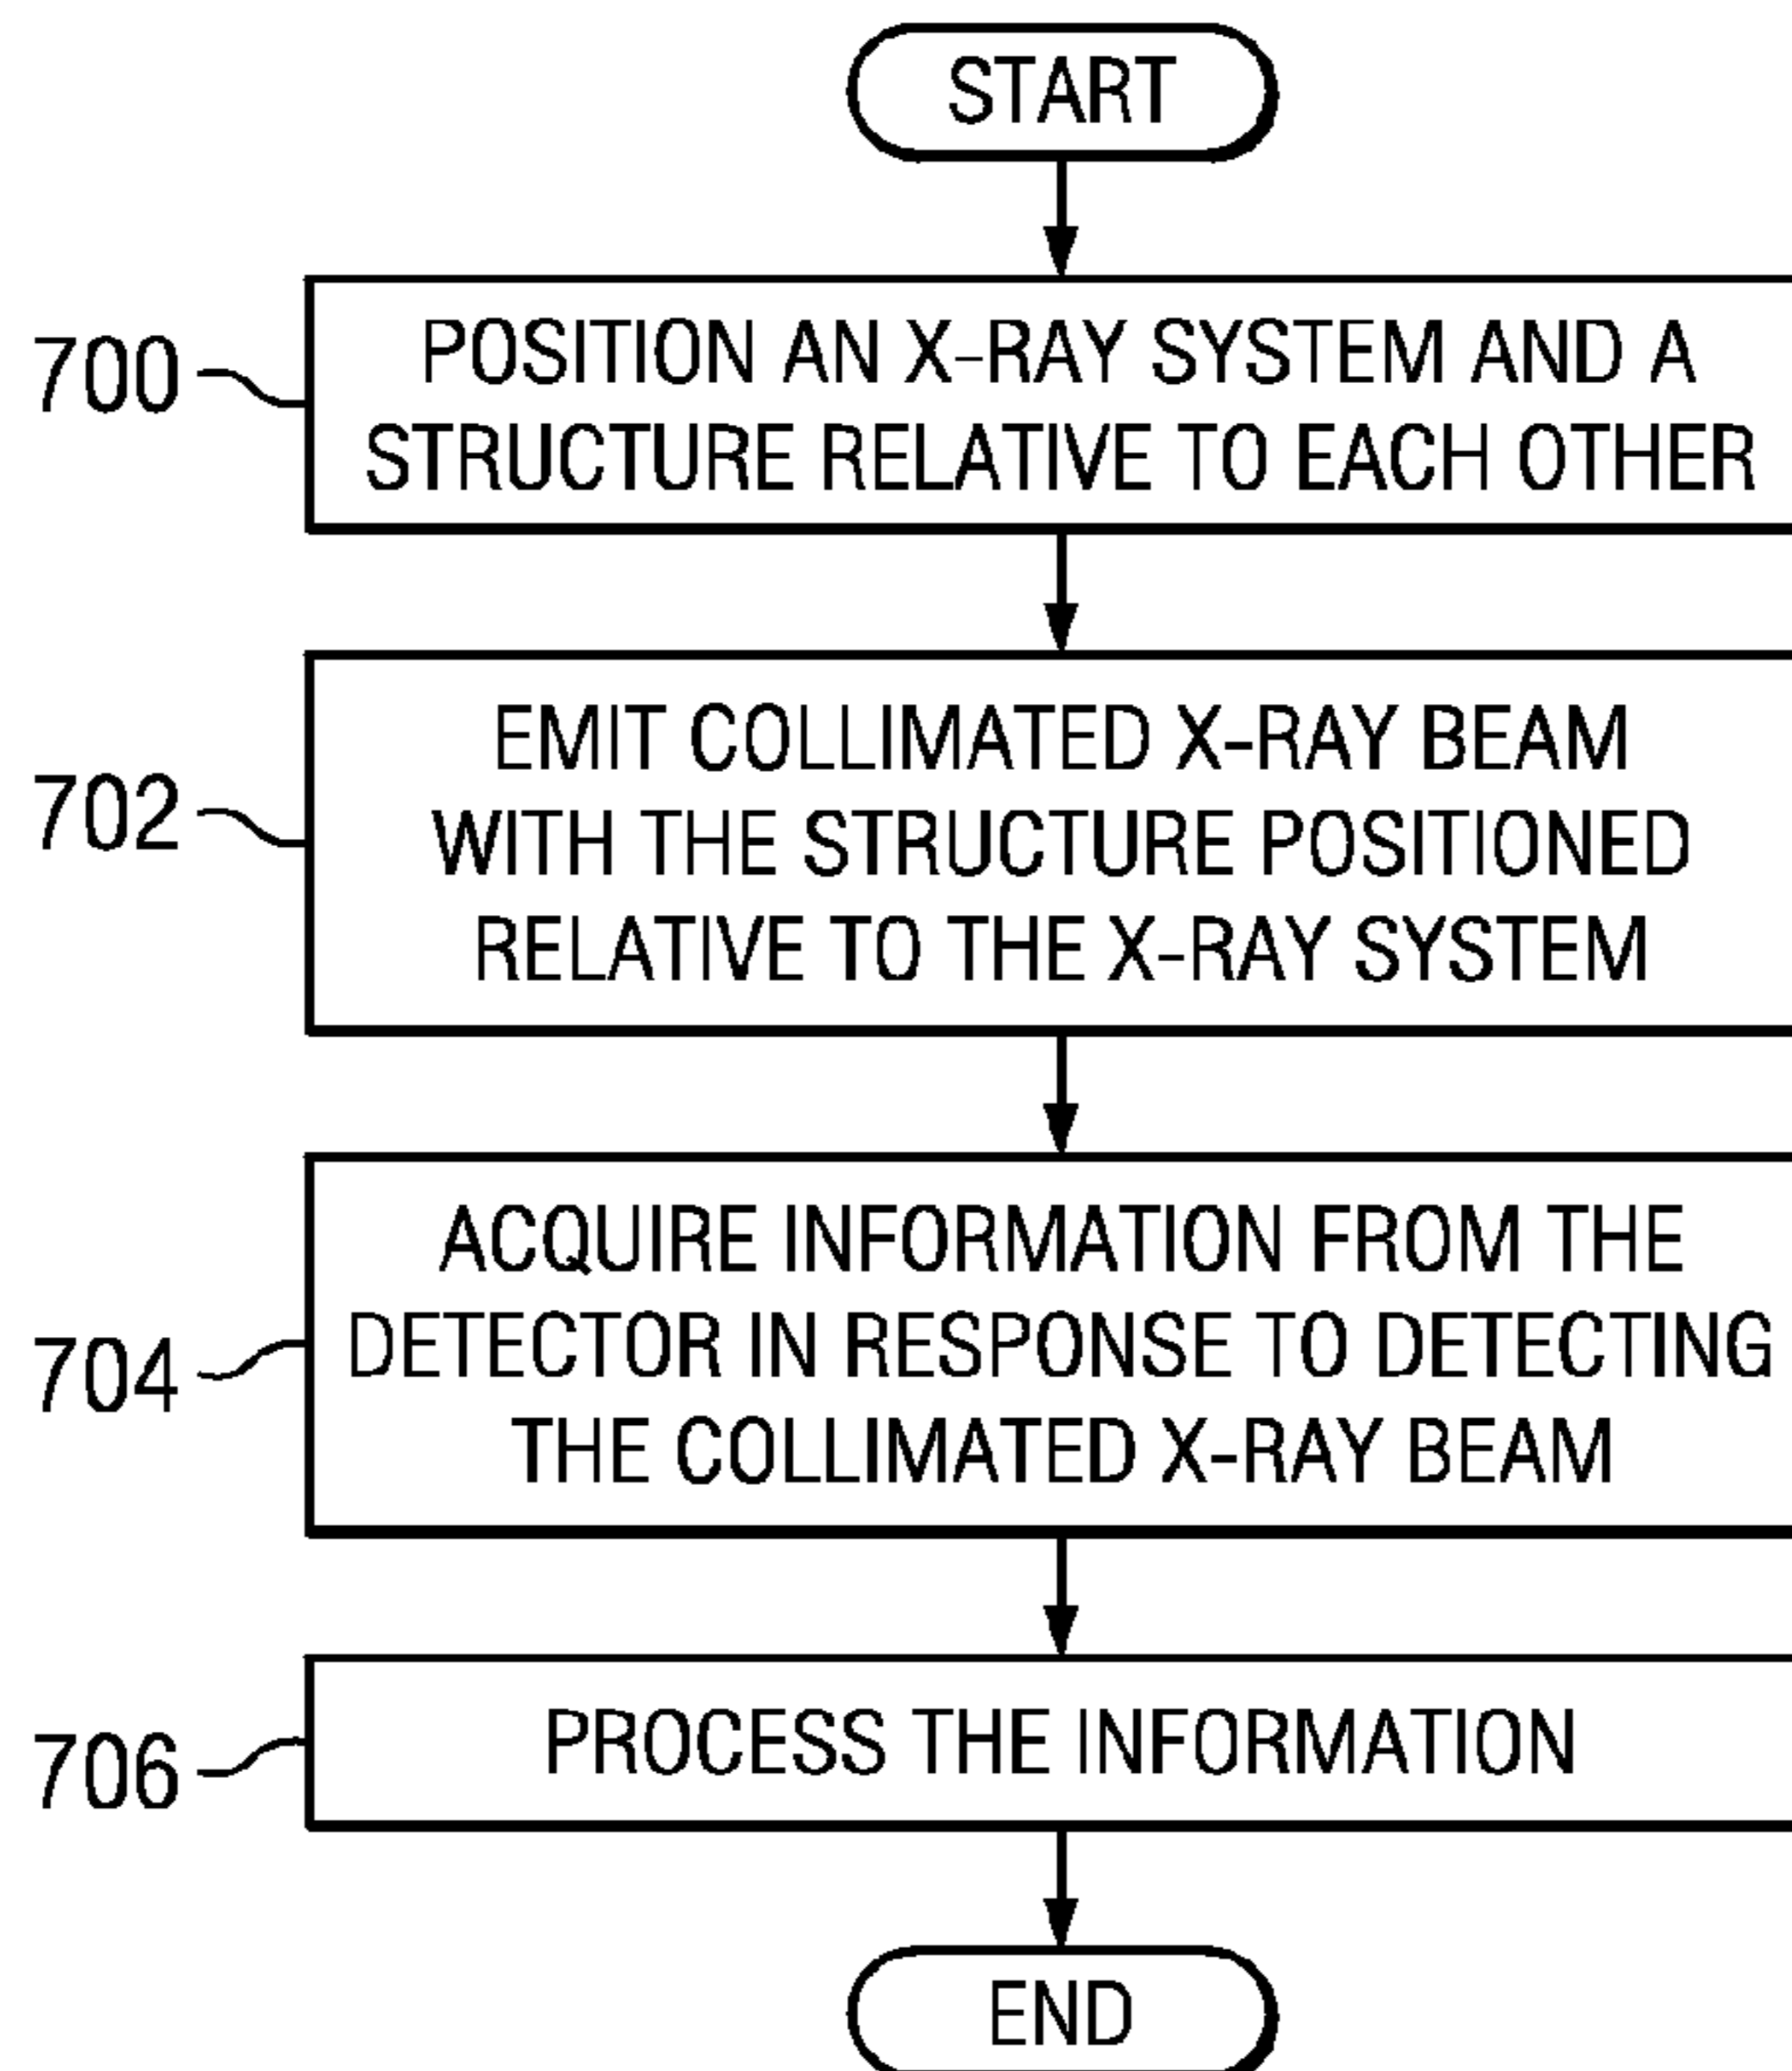 START
700
POSITION AN X-RAY SYSTEM AND A
STRUCTURE RELATIVE TO EACH OTHER
702
EMIT COLLIMATED X-RAY BEAM
WITH THE STRUCTURE POSITIONED
RELATIVE TO THE X-RAY SYSTEM
704
ACQUIRE INFORMATION FROM THE
DETECTOR IN RESPONSE TO DETECTING
THE COLLIMATED X-RAY BEAM
706
PROCESS THE INFORMATION
END